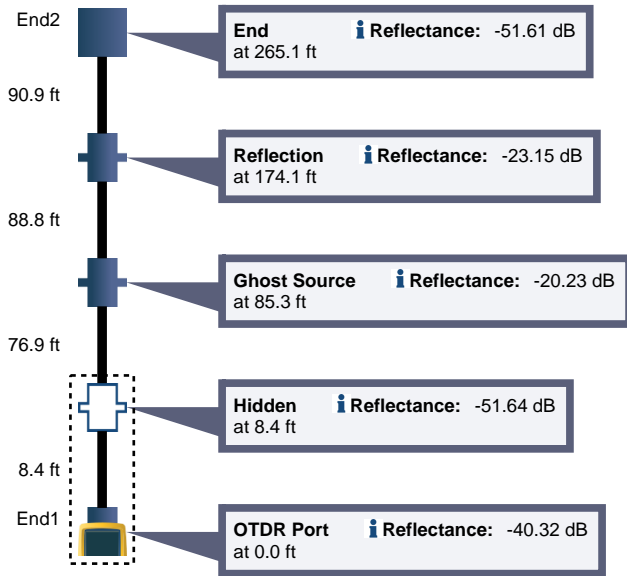 End2
End Reflectance: -51.61 dB
at 265.1 ft
90.9 ft
Reflection Reflectance: -23.15 dB
at 174.1 ft
88.8 ft
Ghost Source Reflectance: -20.23 dB
at 85.3 ft
76.9 ft
Hidden Reflectance: -51.64 dB
at 8.4 ft
8.4 ft
End1
OTDR Port Reflectance: -40.32 dB
at 0.0 ft